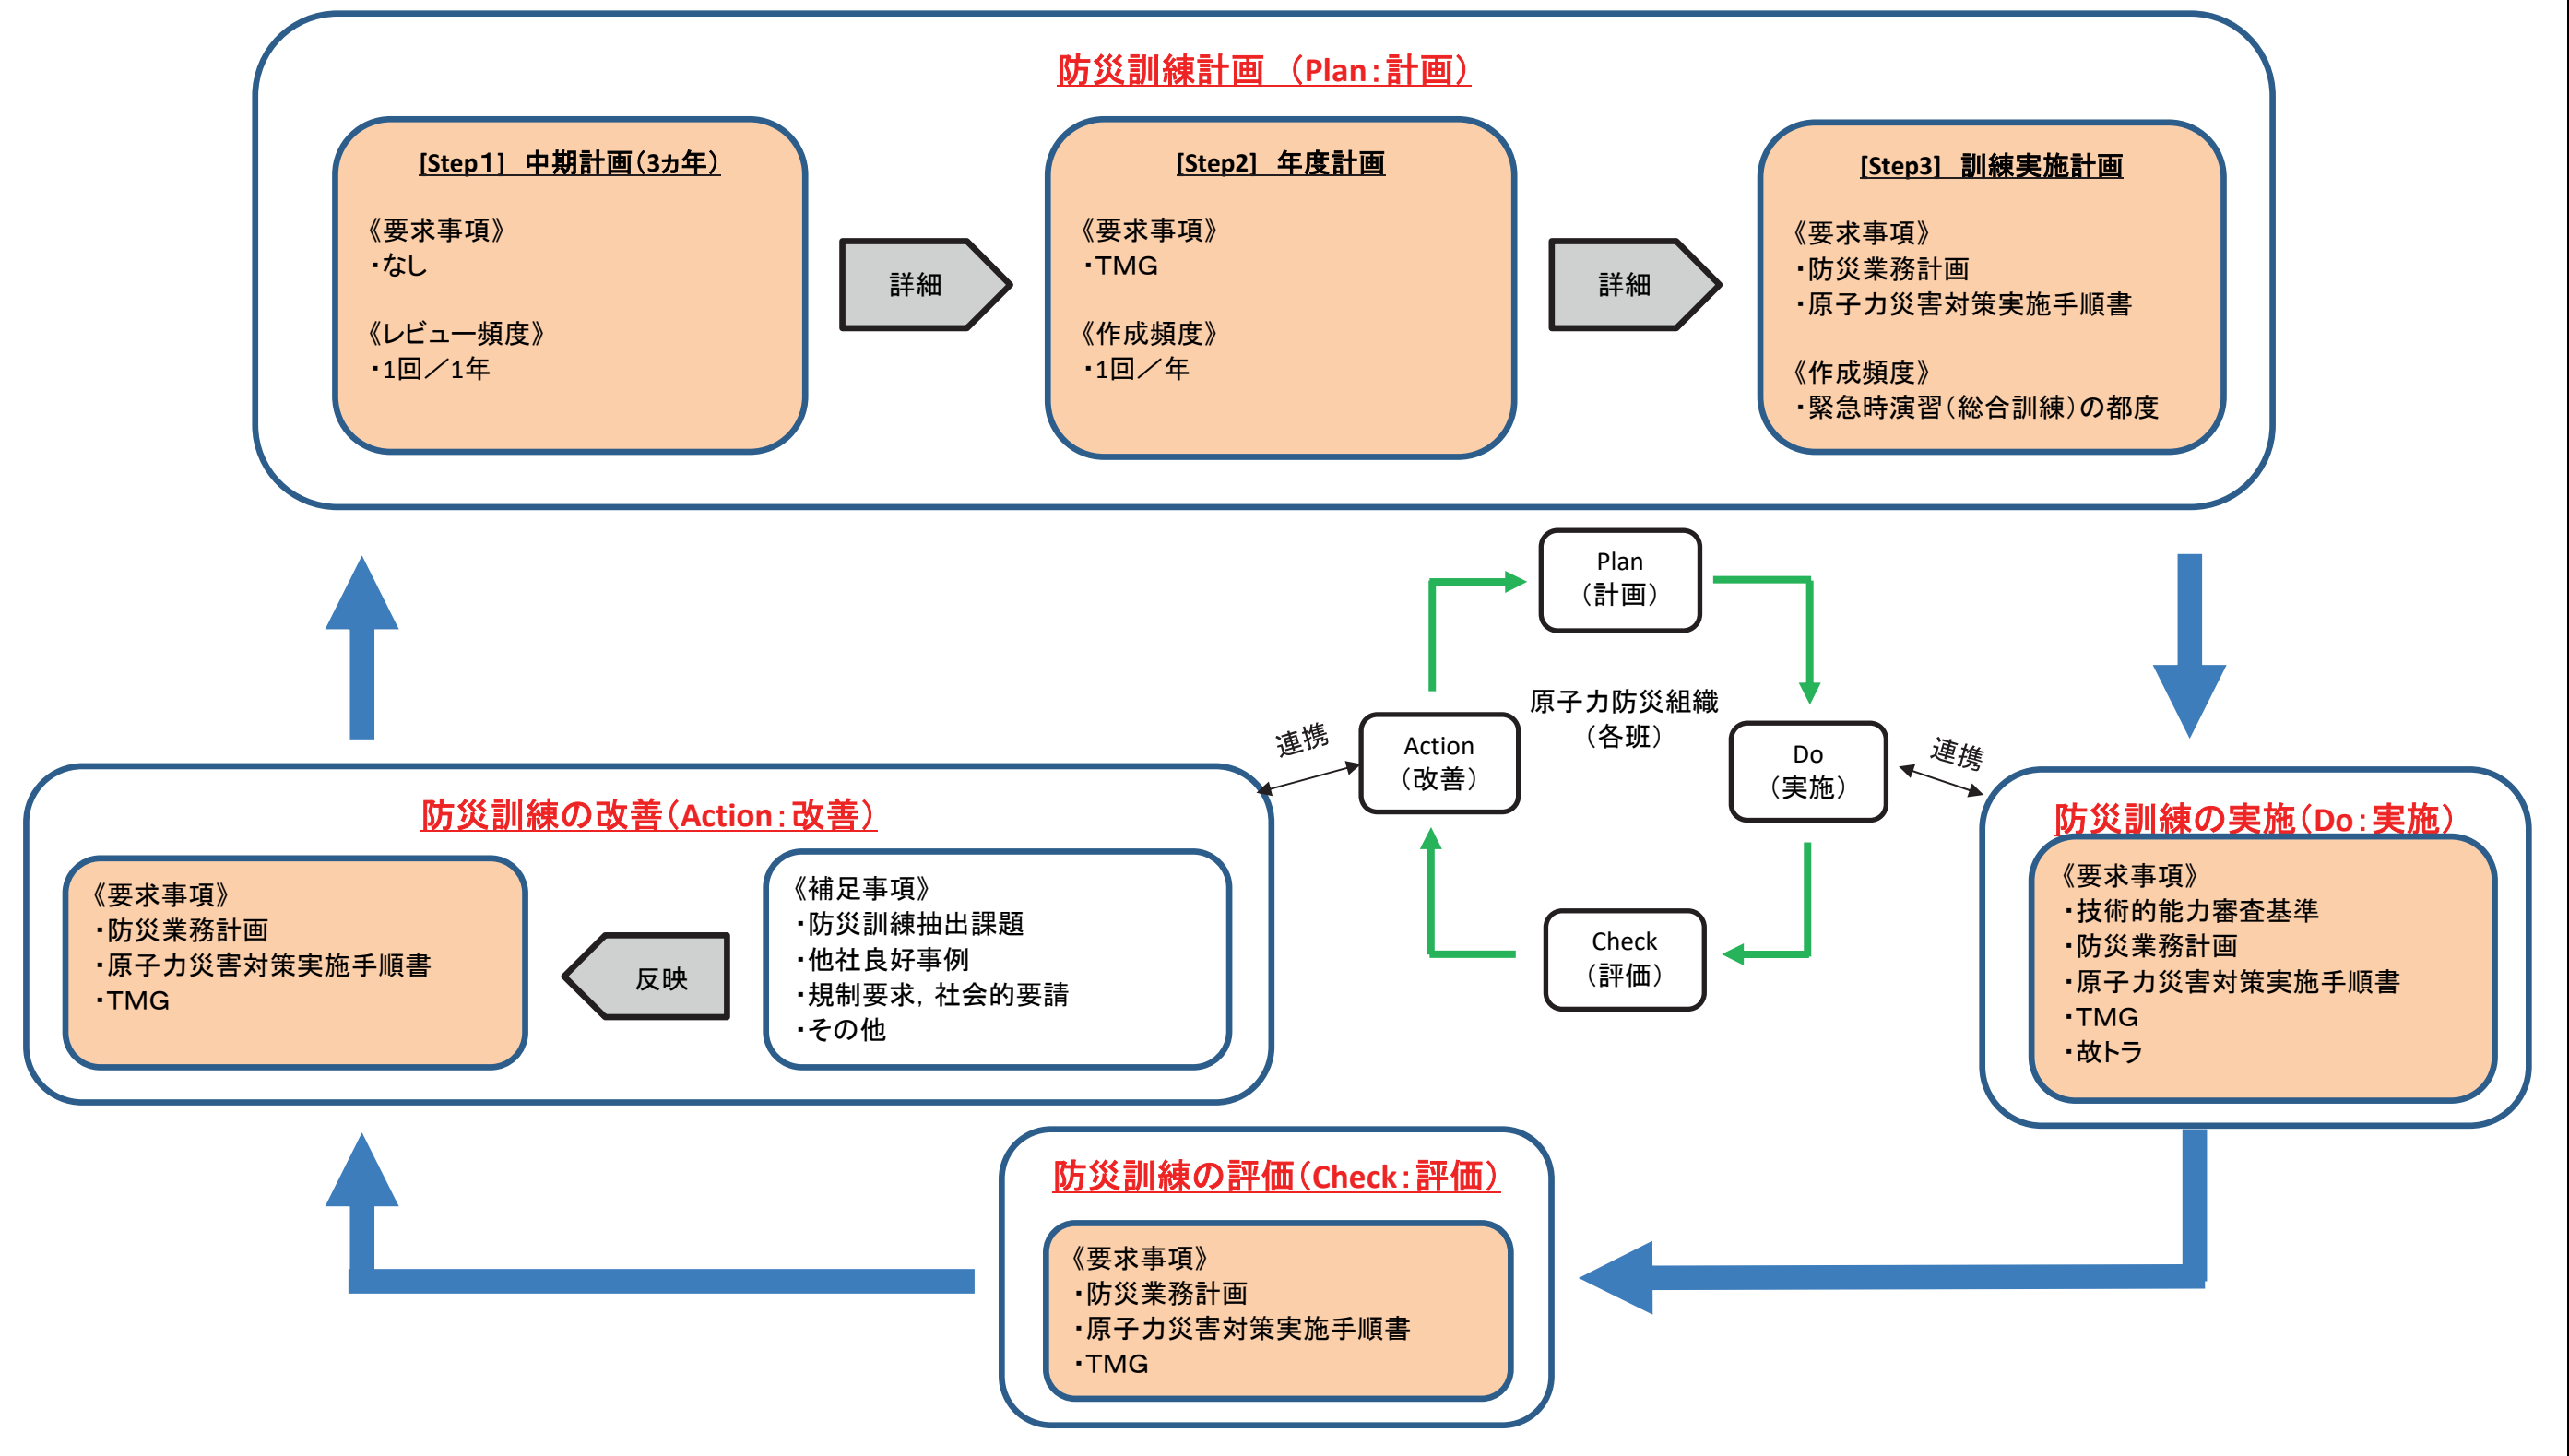 防災訓練計画 （Plan：計画）
[Step１] 中期計画（3ヵ年）
《要求事項》
・なし
《レビュー頻度》
・1回／1年
詳細
[Step2] 年度計画
《要求事項》
・TMG
《作成頻度》
・1回／年
詳細
[Step3] 訓練実施計画
《要求事項》
・防災業務計画
・原子力災害対策実施手順書
《作成頻度》
・緊急時演習（総合訓練）の都度
Plan
（計画）
原子力防災組織
（各班）
連携
Action
（改善）
Do
（実施）
連携
Check
（評価）
防災訓練の改善（Action：改善）
《要求事項》
・防災業務計画
・原子力災害対策実施手順書
・TMG
反映
《補足事項》
・防災訓練抽出課題
・他社良好事例
・規制要求，社会的要請
・その他
防災訓練の実施（Do：実施）
《要求事項》
・技術的能力審査基準
・防災業務計画
・原子力災害対策実施手順書
・TMG
・故トラ
防災訓練の評価（Check：評価）
《要求事項》
・防災業務計画
・原子力災害対策実施手順書
・TMG